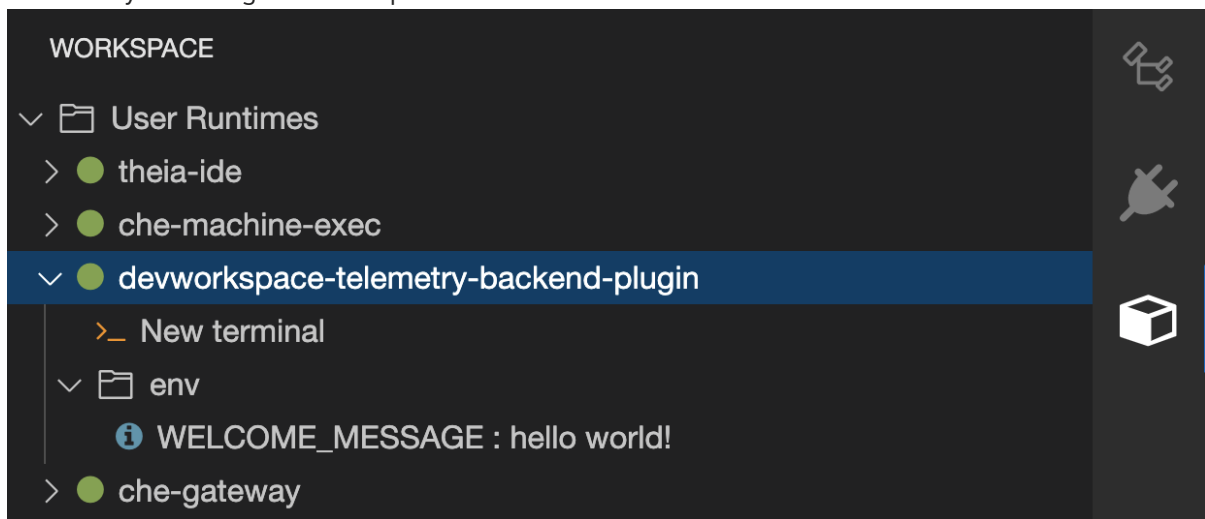 WORKSPACE
User Runtimes
theia-ide
che-machine-exec
devworkspace-telemetry-backend-plugin
>_ New terminal
env
WELCOME_MESSAGE : hello world!
che-gateway